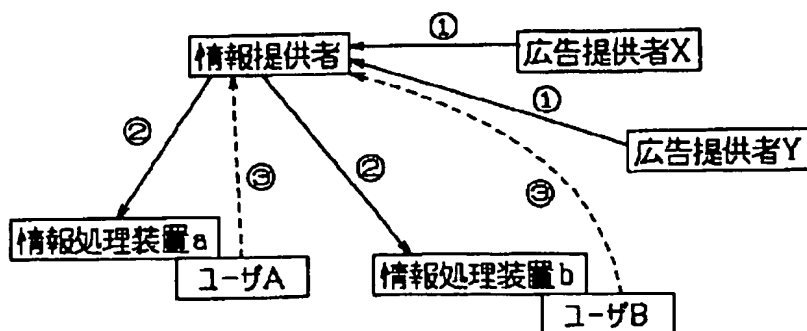 ①
情報提供者
広告提供者X
①
②
③
②
広告提供者Y
③
情報処理装置a
ユーザA
情報処理装置b
ユーザB